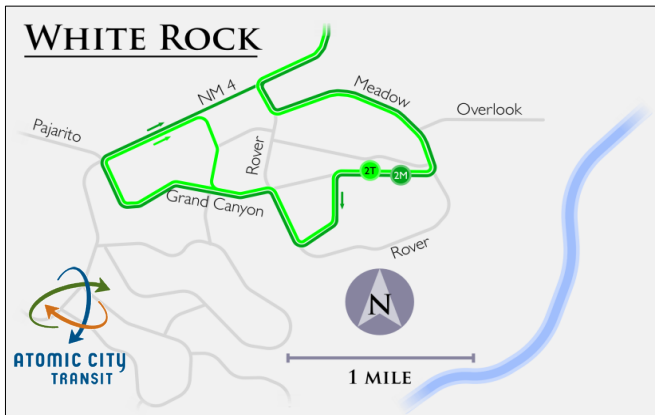 WHITE ROCK
NM 4
Meadow
Overlook
Pajarito
Rover
2T
2M
Grand Canyon
Rover
N
ATOMIC CITY
TRANSIT
1 MILE